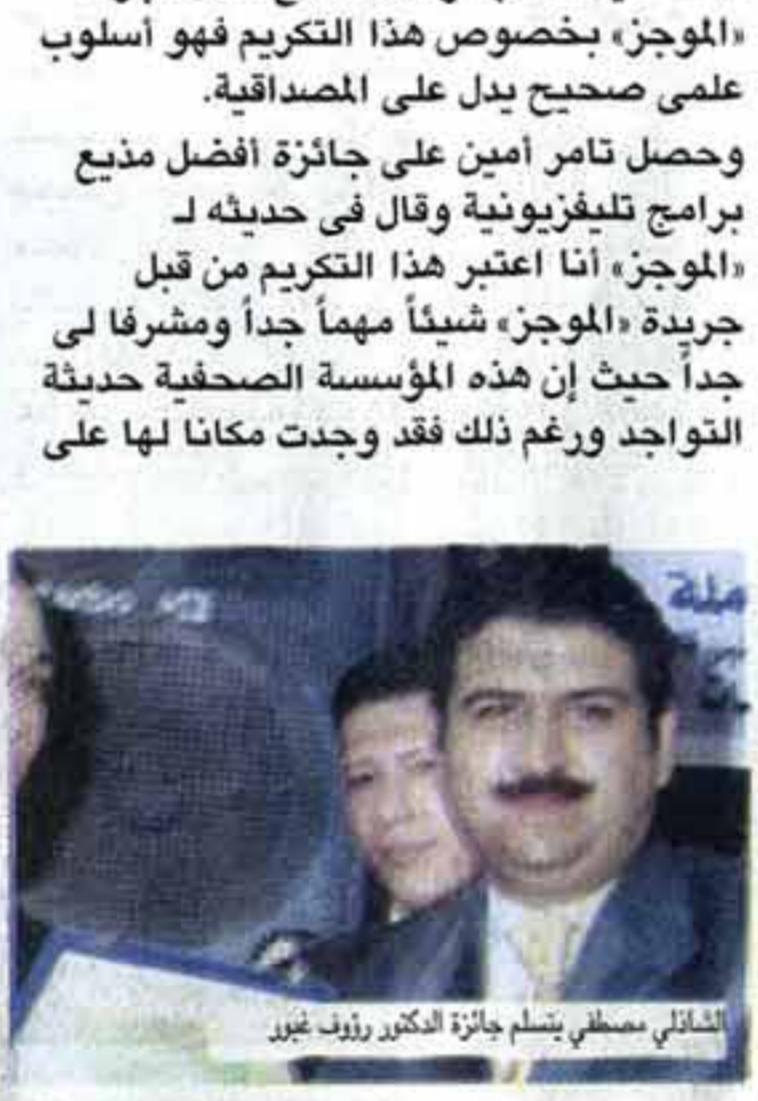 «الموجز» بخصوص هذا التكريم فهو أسلوب
علمى صحيح يدل على المصداقية.
وحصل تامر أمين على جائزة أفضل مذيع
برامج تليفزيونية وقال فى حديثه لـ
«الموجز» أنا اعتبر هذا التكريم من قبل
جريدة «الموجز» شيئاً مهماً جداً ومشرفا لى
جداً حيث إن هذه المؤسسة الصحفية حديثة
التواجد ورغم ذلك فقد وجدت مكانا لها على
الشاذلي مصطفي يتسلم جائزة الدكتور رؤوف غبور